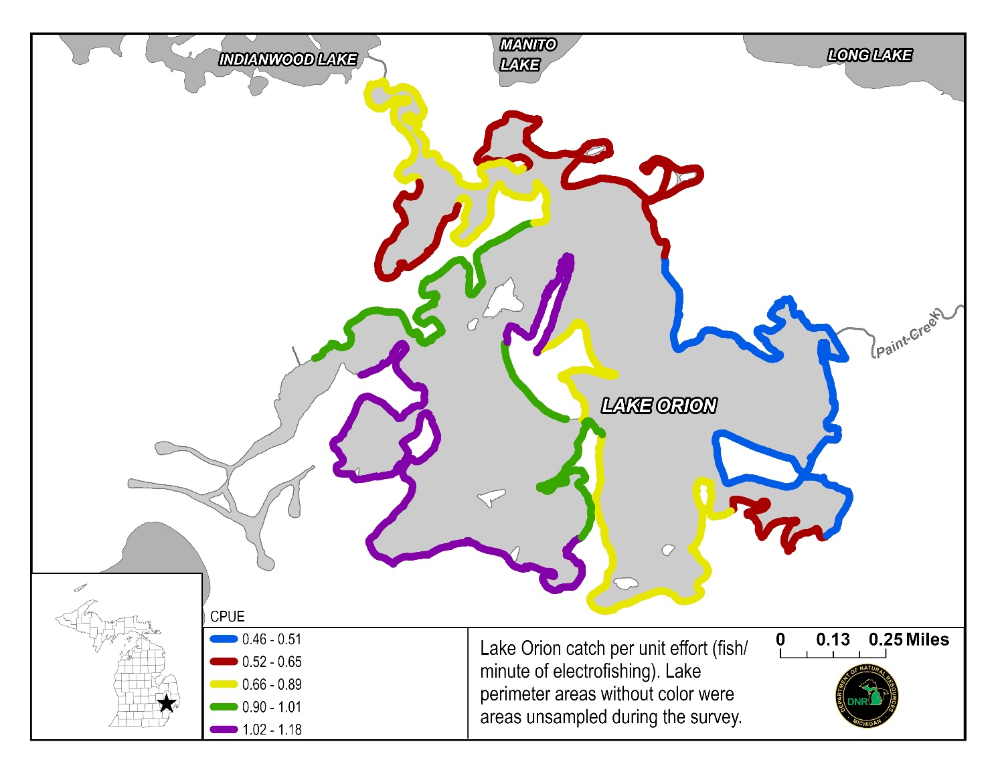 INDIANWOOD LAKE
MANITO
LAKE
LONG LAKE
Paint-Creek
LAKE ORION
CPUE
0.46 - 0.51
0.52 - 0.65
0.66 - 0.89
0.90 - 1.01
1.02 - 1.18
Lake Orion catch per unit effort (fish/
minute of electrofishing). Lake
perimeter areas without color were
areas unsampled during the survey.
0 0.13 0.25 Miles
DEPARTMENT OF NATURAL RESOURCES
DNR
MICHIGAN